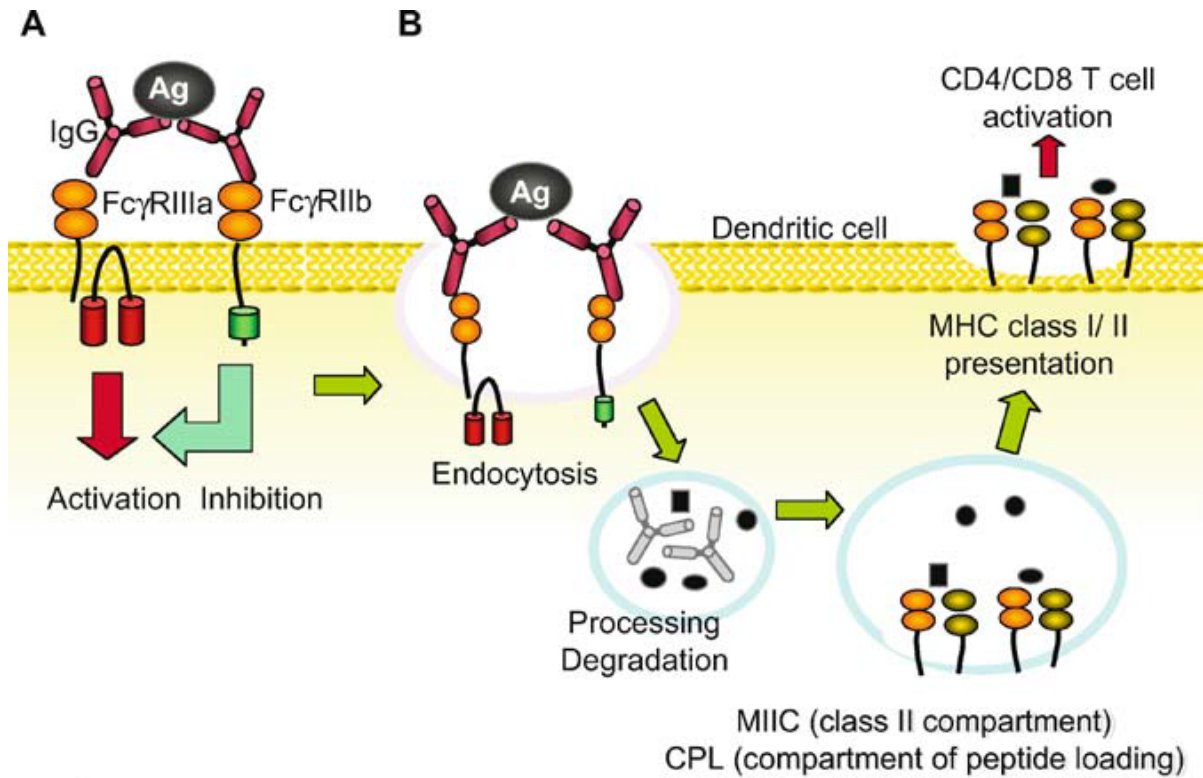 A
B
Ag
IgG
FcγRIIIa
FcγRIIb
Activation
Inhibition
Ag
Endocytosis
Processing
Degradation
Dendritic cell
CD4/CD8 T cell
activation
MHC class I/ II
presentation
MIIC (class II compartment)
CPL (compartment of peptide loading)